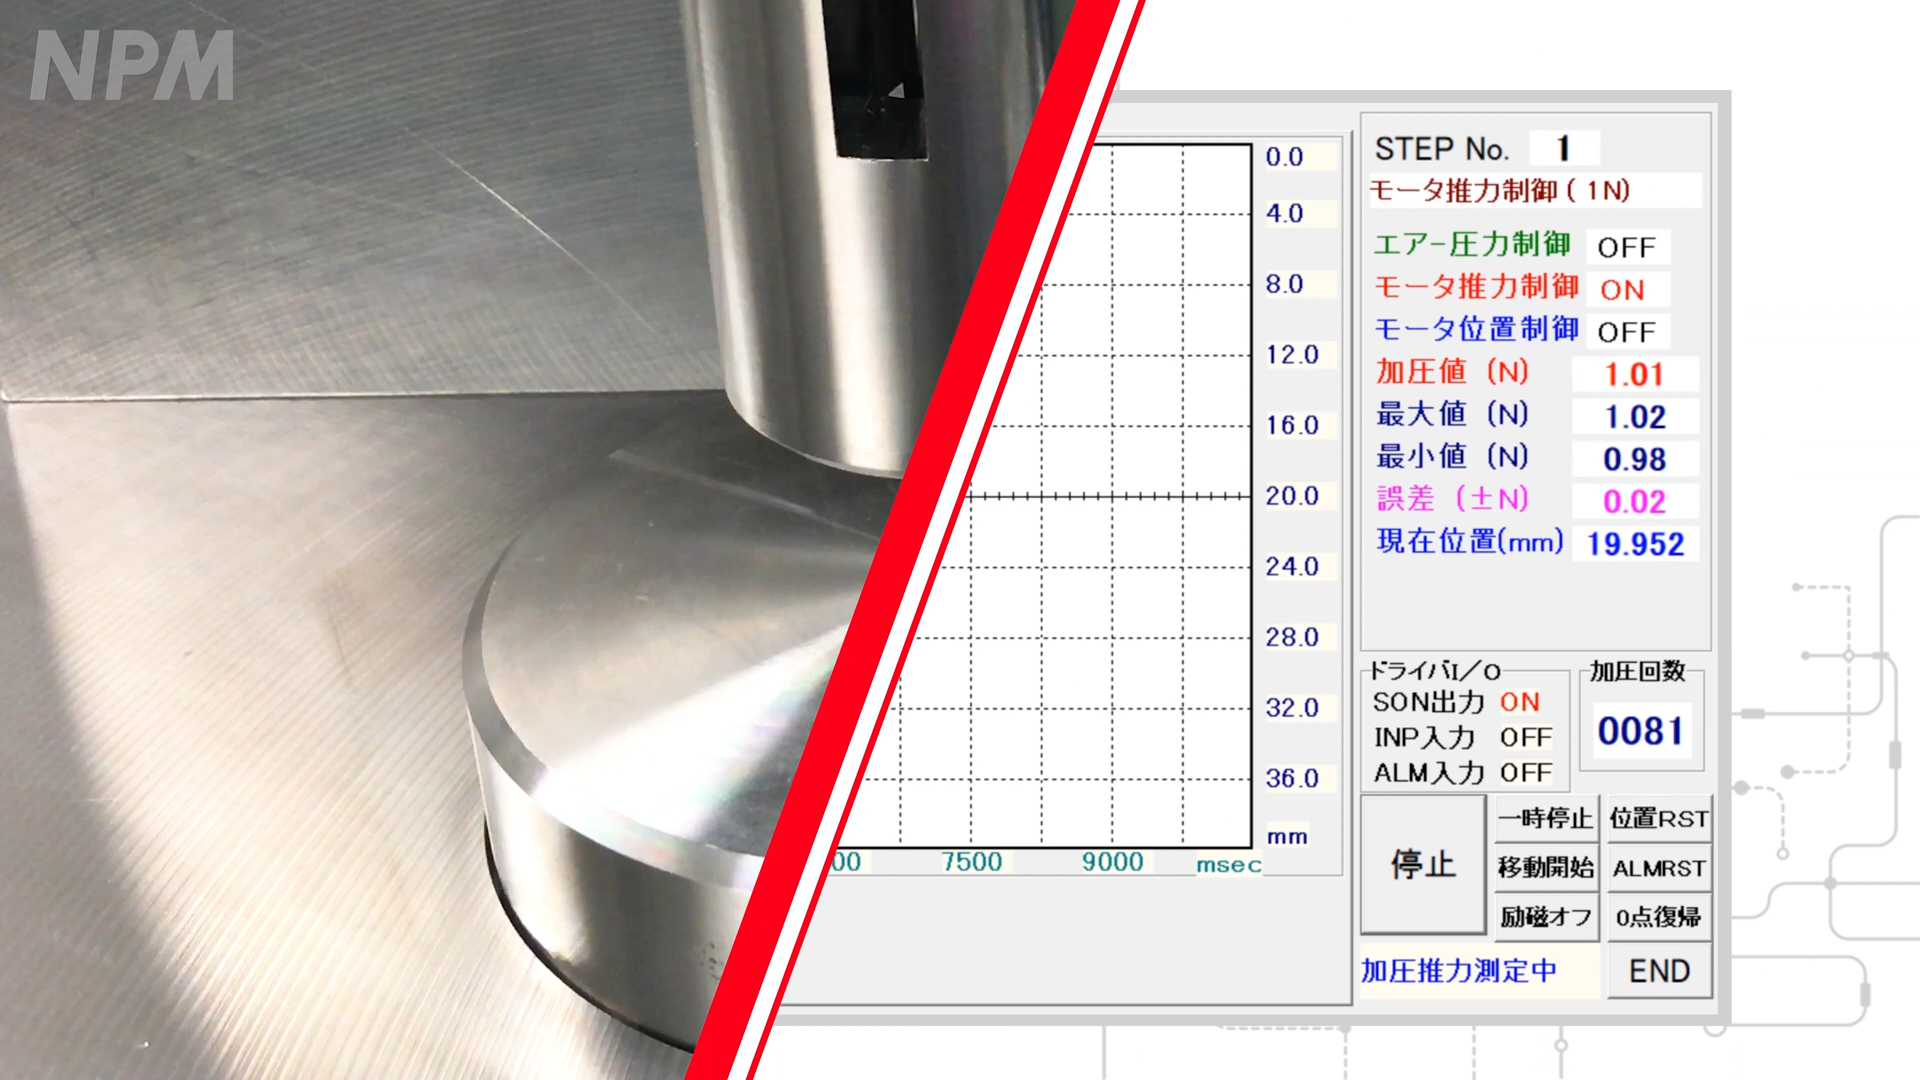 NPM
0.0
4.0
8.0
12.0
16.0
20.0
24.0
28.0
32.0
36.0
mm
00 7500 9000 msec
STEP No. 1
モータ推力制御 ( 1N)
エアー圧力制御 OFF
モータ推力制御 ON
モータ位置制御 OFF
加圧値 (N) 1.01
最大値 (N) 1.02
最小値 (N) 0.98
誤差 (±N) 0.02
現在位置(mm) 19.952
ドライバI/O
SON出力 ON
INP入力 OFF
ALM入力 OFF
加圧回数
0081
停止
一時停止 位置RST
移動開始 ALMRST
励磁オフ 0点復帰
加圧推力測定中 END